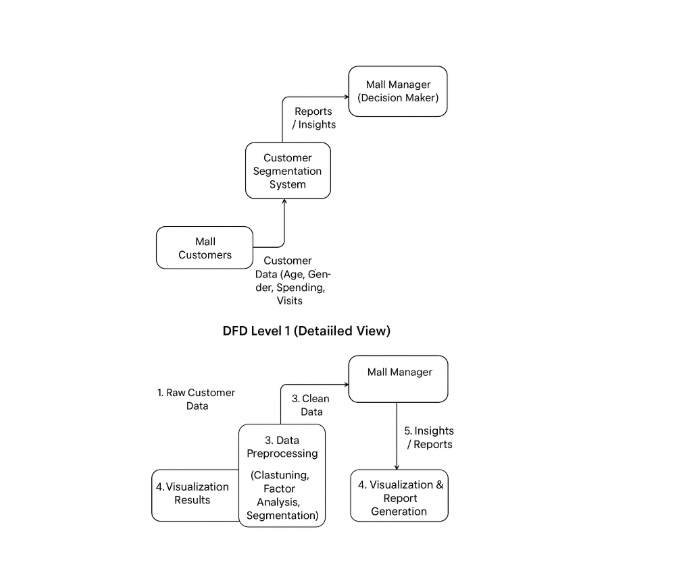 Mall Manager
(Decision Maker)
Reports
/ Insights
Customer
Segmentation
System
Mall
Customers
Customer
Data (Age, Gen-
der, Spending,
Visits
DFD Level 1 (Detaiiled View)
Mall Manager
1. Raw Customer
Data
3. Clean
Data
3. Data
Preprocessing
(Clastuning,
Factor
Analysis,
Segmentation)
5. Insights
/ Reports
4. Visualization
Results
4. Visualization &
Report
Generation